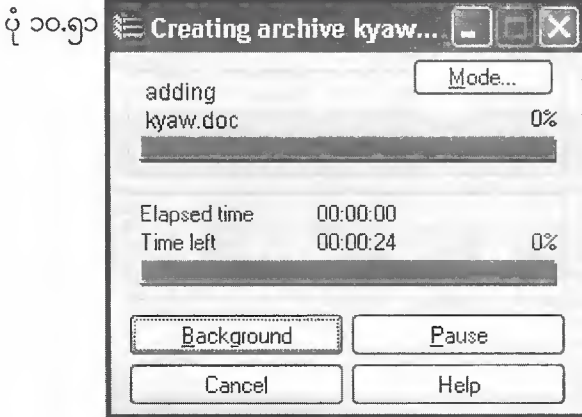 ပုံ ၁၀.၅၁
Creating archive kyaw...
Mode...
adding
kyaw.doc 0%
Elapsed time 00:00:00
Time left 00:00:24 0%
Background Pause
Cancel Help